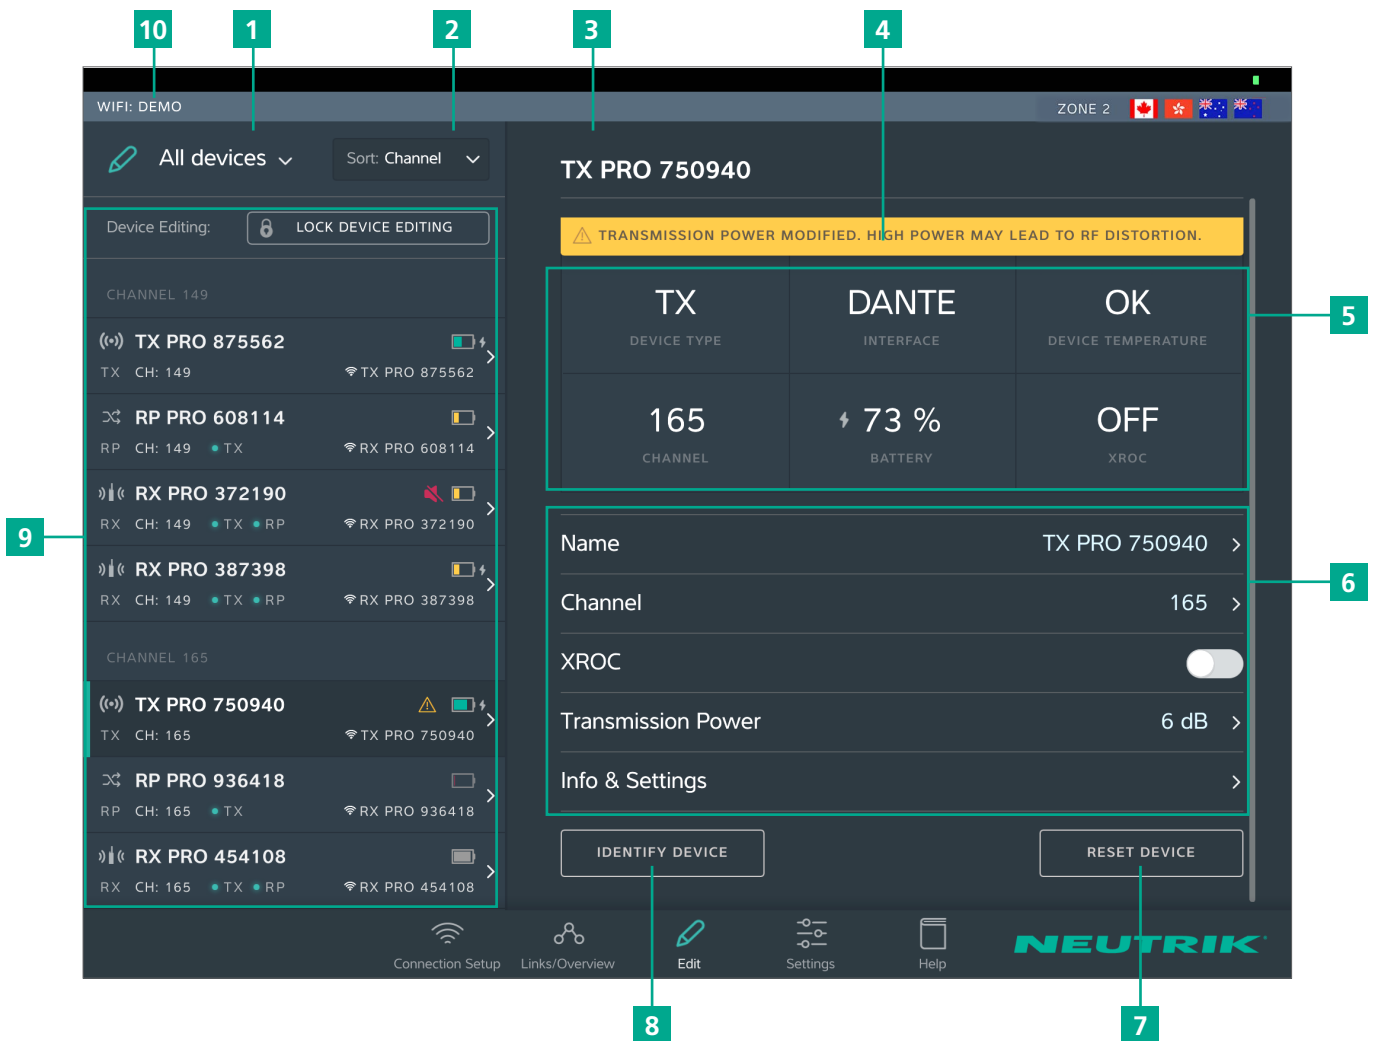 10 1 2 3 4
WIFI: DEMO
ZONE 2
All devices
Sort: Channel
Device Editing:
LOCK DEVICE EDITING
CHANNEL 149
TX PRO 875562
TX CH: 149 TX PRO 875562
RP PRO 608114
RP CH: 149 TX RX PRO 608114
RX PRO 372190
RX CH: 149 TX RP RX PRO 372190
RX PRO 387398
RX CH: 149 TX RP RX PRO 387398
CHANNEL 165
TX PRO 750940
TX CH: 165 TX PRO 750940
RP PRO 936418
RP CH: 165 TX RX PRO 936418
RX PRO 454108
RX CH: 165 TX RP RX PRO 454108
9
TX PRO 750940
TRANSMISSION POWER MODIFIED. HIGH POWER MAY LEAD TO RF DISTORTION.
TX DANTE OK
DEVICE TYPE INTERFACE DEVICE TEMPERATURE
165 73 % OFF
CHANNEL BATTERY XROC
5
Name TX PRO 750940
Channel 165
XROC
Transmission Power 6 dB
Info & Settings
6
IDENTIFY DEVICE RESET DEVICE
Connection Setup Links/Overview Edit Settings Help
NEUTRIK
8 7